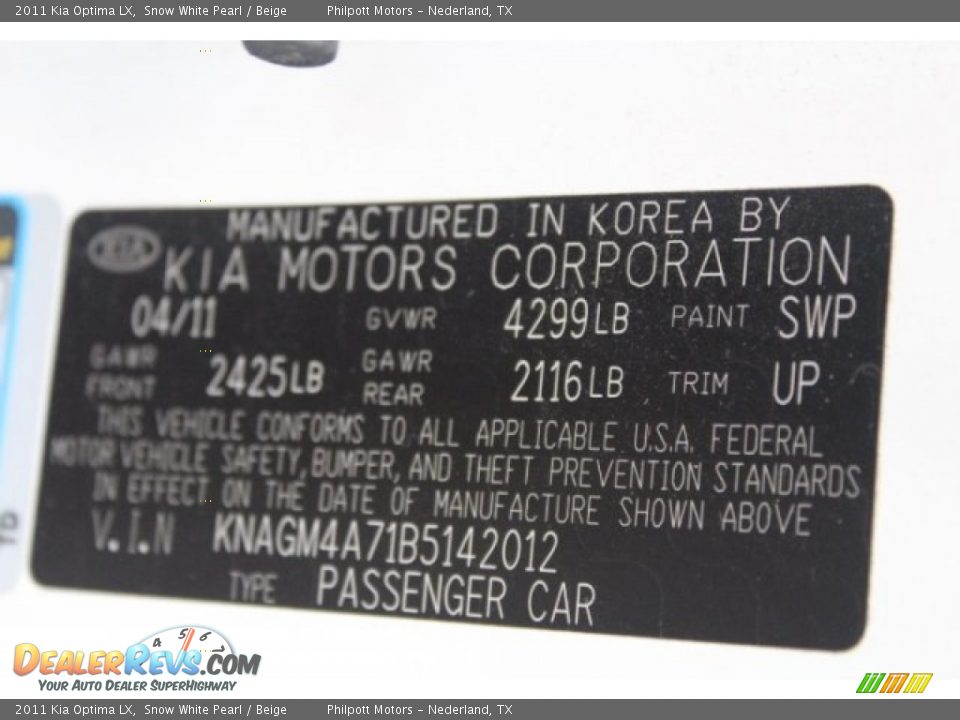 2011 Kia Optima LX, Snow White Pearl / Beige Philpott Motors - Nederland, TX
KIA MANUFACTURED IN KOREA BY
KIA MOTORS CORPORATION
04/11 GVWR 4299LB PAINT SWP
GAWR FRONT 2425LB GAWR REAR 2116LB TRIM UP
THIS VEHICLE CONFORMS TO ALL APPLICABLE U.S.A. FEDERAL
MOTOR VEHICLE SAFETY, BUMPER, AND THEFT PREVENTION STANDARDS
IN EFFECT ON THE DATE OF MANUFACTURE SHOWN ABOVE
V.I.N KNAGM4A71B5142012
TYPE PASSENGER CAR
4 5 6
DEALERREVS.COM
YOUR AUTO DEALER SUPERHIGHWAY
2011 Kia Optima LX, Snow White Pearl / Beige Philpott Motors - Nederland, TX